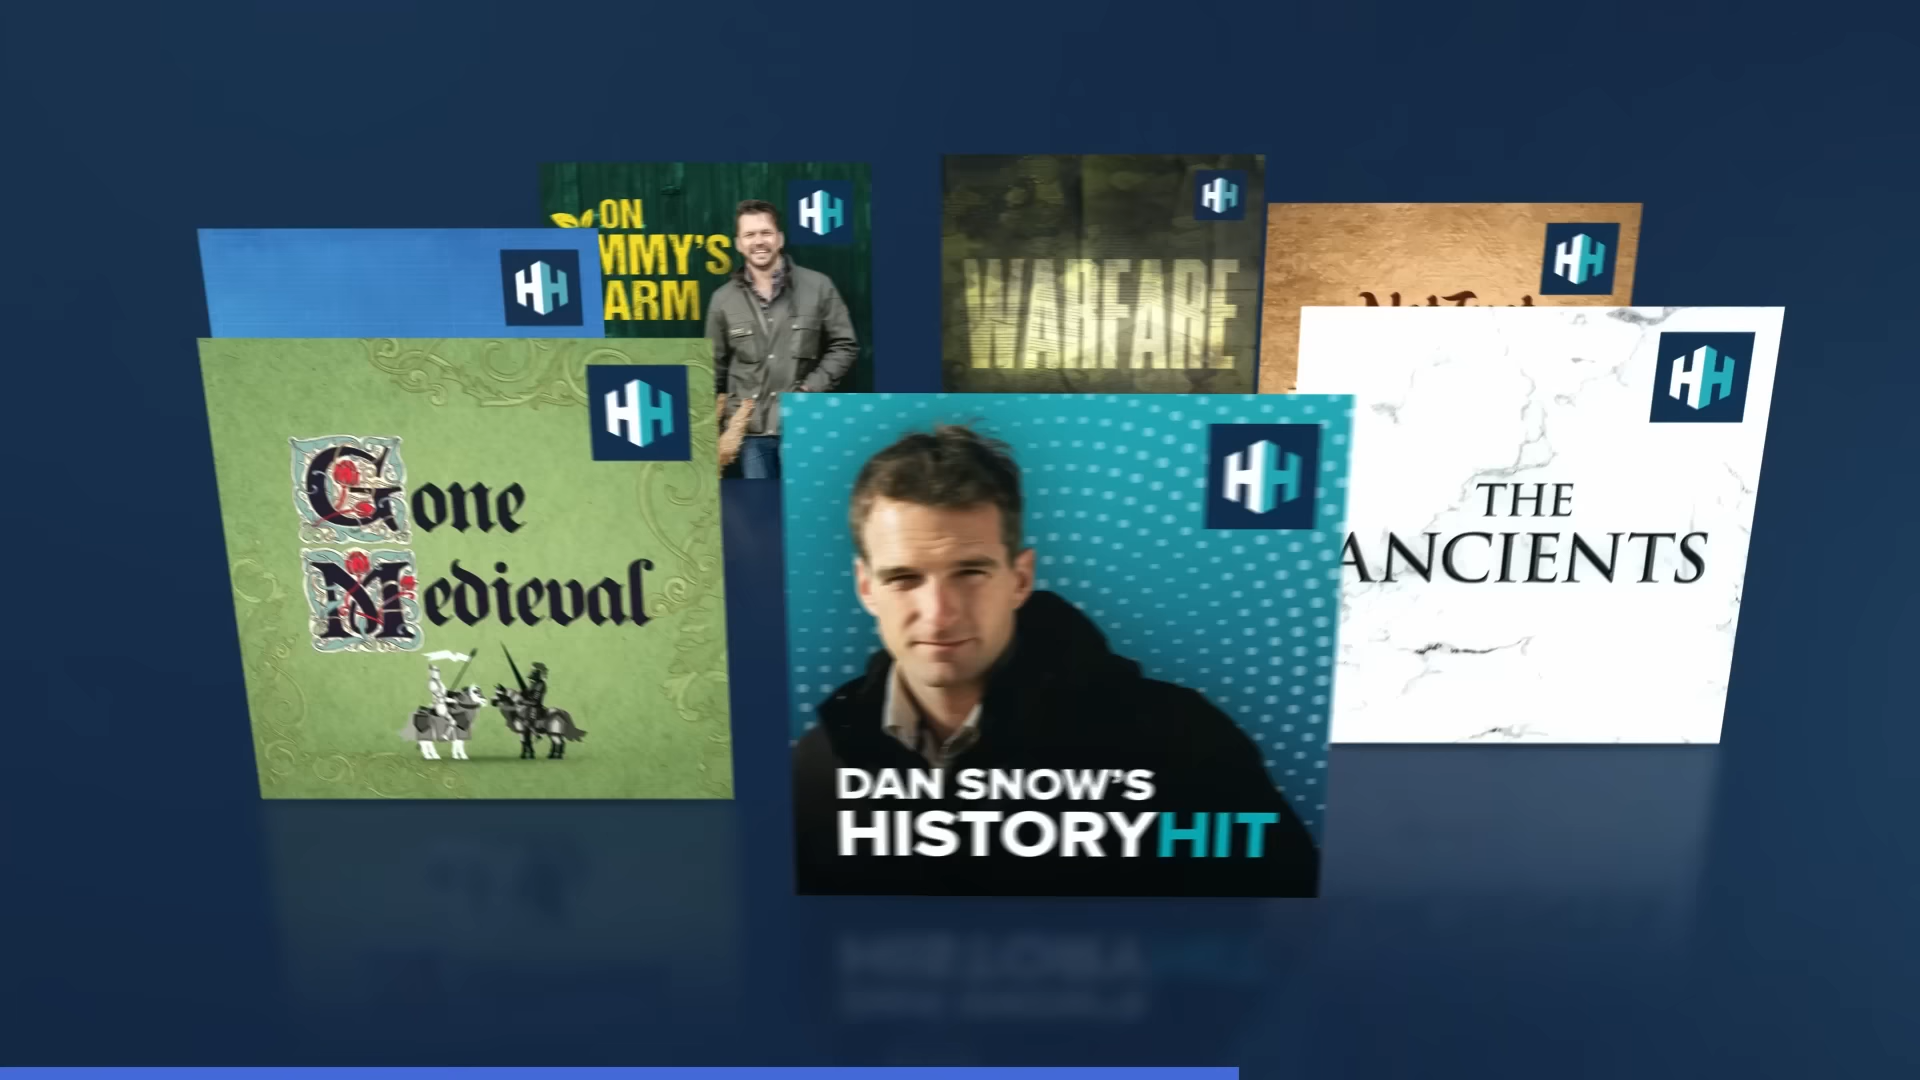 ON
MMY'S
ARM
WARFARE
Gone
Medieval
THE
ANCIENTS
DAN SNOW'S
HISTORYHIT